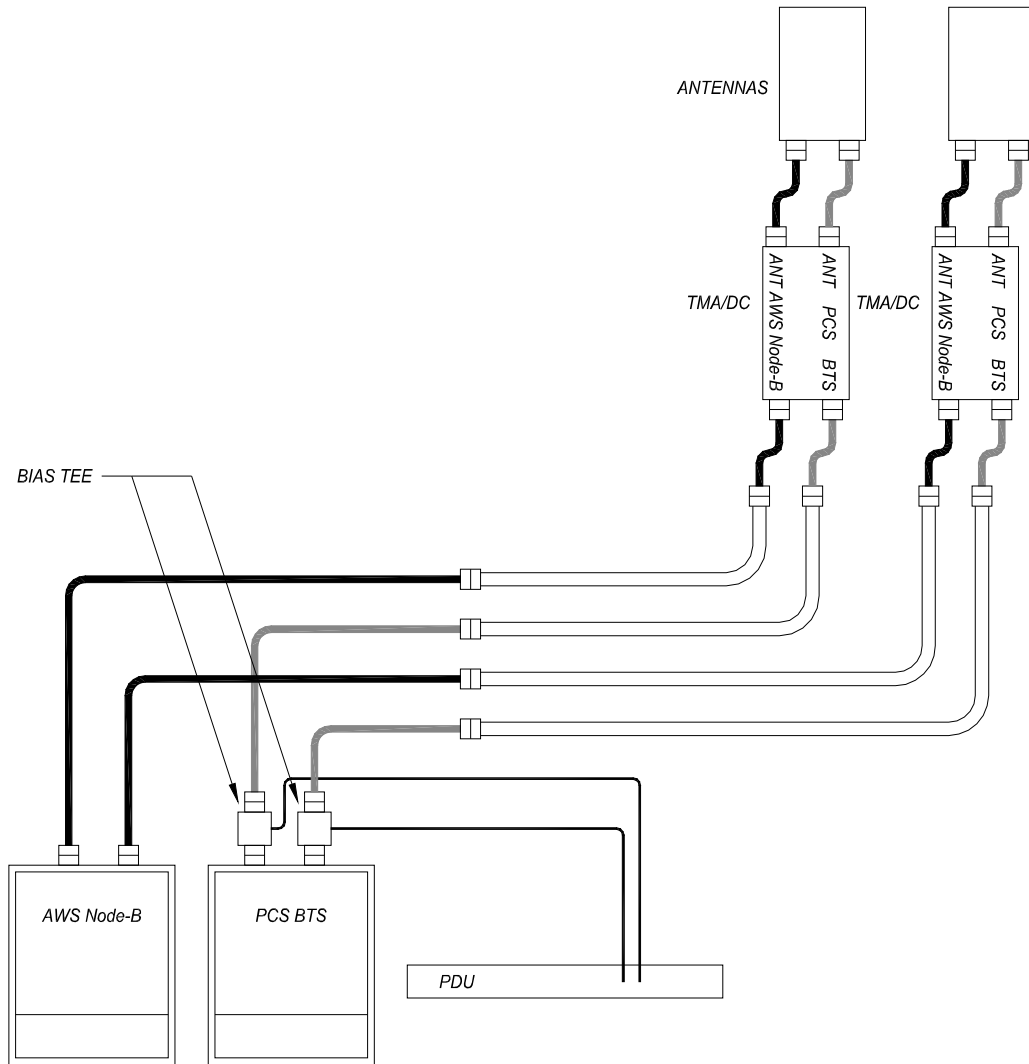 ANTENNAS
ANT AWS Node-B
ANT PCS BTS
ANT AWS Node-B
ANT PCS BTS
TMA/DC
TMA/DC
BIAS TEE
AWS Node-B
PCS BTS
PDU